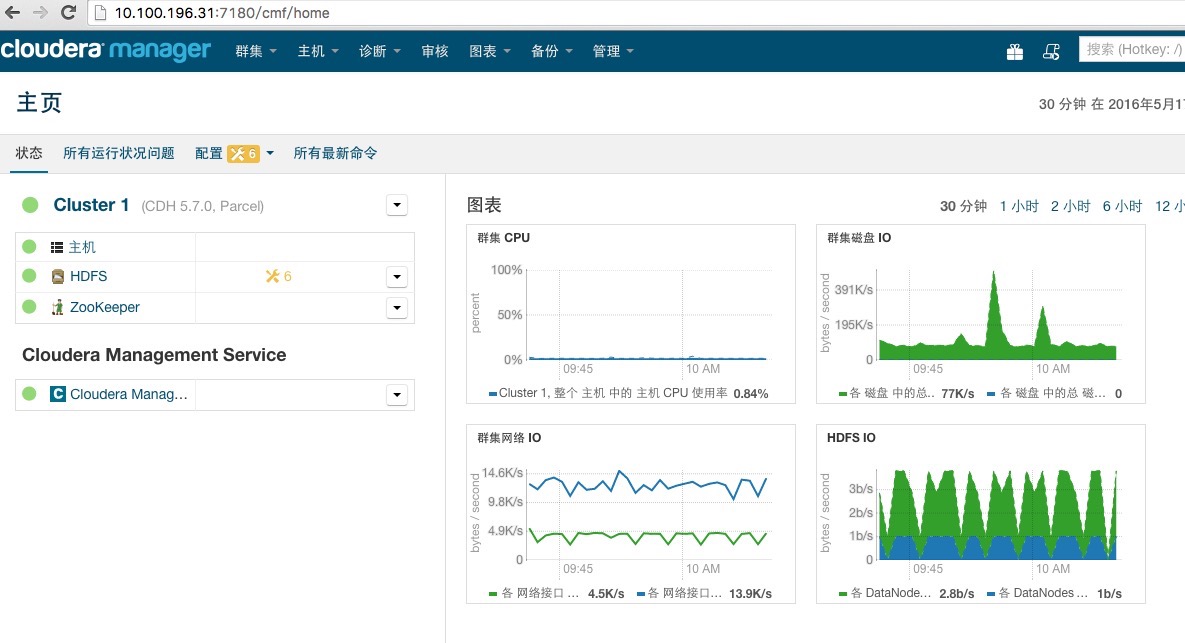 10.100.196.31:7180/cmf/home
cloudera manager 群集 主机 诊断 审核 图表 备份 管理 搜索 (Hotkey: /)
主页
30 分钟 在 2016年5月17
状态 所有运行状况问题 配置 6 所有最新命令
Cluster 1 (CDH 5.7.0, Parcel)
主机
HDFS 6
ZooKeeper
Cloudera Management Service
C Cloudera Manag...
图表
30 分钟 1 小时 2 小时 6 小时 12 小
群集 CPU
percent
100%
50%
0%
09:45 10 AM
Cluster 1, 整个 主机 中的 主机 CPU 使用率 0.84%
群集磁盘 IO
bytes / second
391K/s
195K/s
0
09:45 10 AM
各 磁盘 中的总.. 77K/s 各 磁盘 中的总 磁... 0
群集网络 IO
bytes / second
14.6K/s
9.8K/s
4.9K/s
0
09:45 10 AM
各 网络接口 ... 4.5K/s 各 网络接口... 13.9K/s
HDFS IO
bytes / second
3b/s
2b/s
1b/s
0
09:45 10 AM
各 DataNode... 2.8b/s 各 DataNodes ... 1b/s